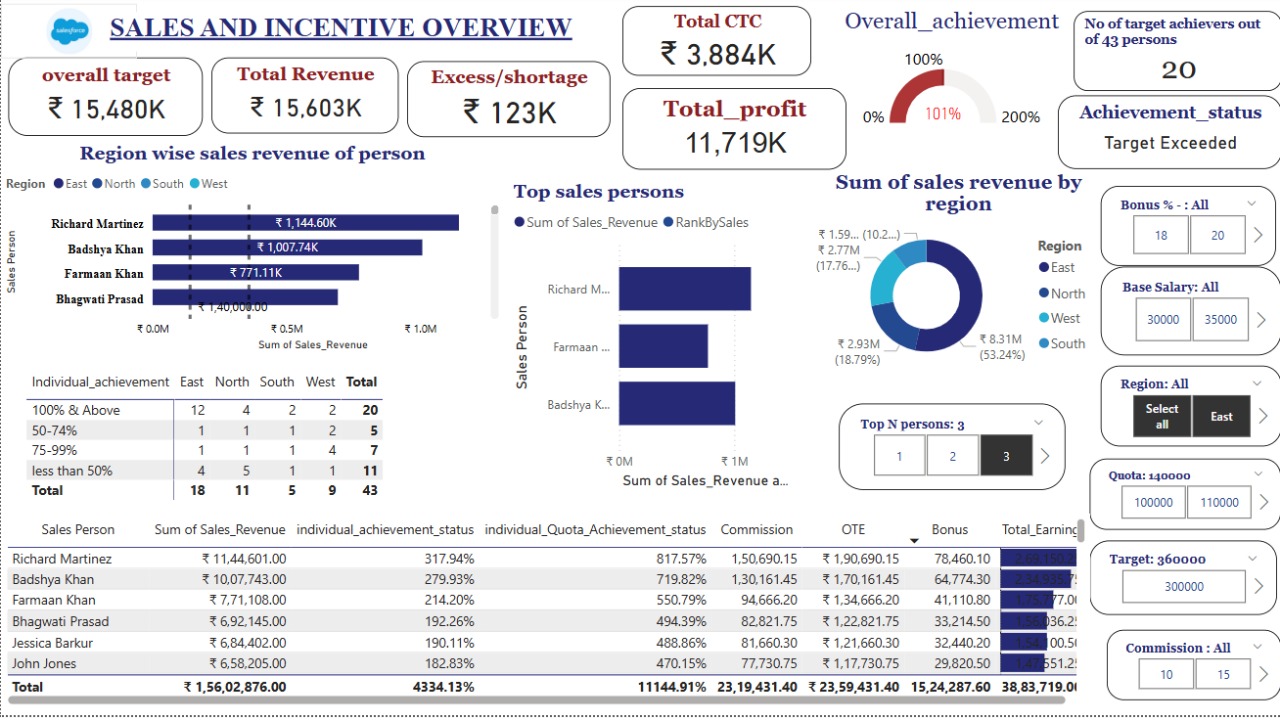 salesforce
SALES AND INCENTIVE OVERVIEW
overall target
₹ 15,480K
Total Revenue
₹ 15,603K
Excess/shortage
₹ 123K
Total CTC
₹ 3,884K
Total_profit
11,719K
Overall_achievement
100%
0%
101%
200%
No of target achievers out
of 43 persons
20
Achievement_status
Target Exceeded
Region wise sales revenue of person
Region East North South West
Sales Person
Richard Martinez
₹ 1,144.60K
Badshya Khan
₹ 1,007.74K
Farmaan Khan
₹ 771.11K
Bhagwati Prasad
₹ 1,40,000.00
₹ 0.0M
₹ 0.5M
₹ 1.0M
Sum of Sales_Revenue
Top sales persons
Sum of Sales_Revenue RankBySales
Sales Person
Richard M...
Farmaan ...
Badshya K...
₹ 0M
₹ 1M
Sum of Sales_Revenue a...
Sum of sales revenue by
region
₹ 1.59... (10.2...)
₹ 2.77M
(17.76...)
₹ 2.93M
(18.79%)
₹ 8.31M
(53.24%)
Region
East
North
West
South
Top N persons: 3
1 2 3
Bonus % - : All
18 20
Base Salary: All
30000 35000
Region: All
Select
all
East
Quota: 140000
100000 110000
Target: 360000
300000
Commission : All
10 15
Individual_achievement East North South West Total
100% & Above 12 4 2 2 20
50-74% 1 1 1 2 5
75-99% 1 1 1 4 7
less than 50% 4 5 1 1 11
Total 18 11 5 9 43
Sales Person Sum of Sales_Revenue individual_achievement_status individual_Quota_Achievement_status Commission OTE Bonus Total_Earning
Richard Martinez ₹ 11,44,601.00 317.94% 817.57% 1,50,690.15 ₹ 1,90,690.15 78,460.10
Badshya Khan ₹ 10,07,743.00 279.93% 719.82% 1,30,161.45 ₹ 1,70,161.45 64,774.30
Farmaan Khan ₹ 7,71,108.00 214.20% 550.79% 94,666.20 ₹ 1,34,666.20 41,110.80
Bhagwati Prasad ₹ 6,92,145.00 192.26% 494.39% 82,821.75 ₹ 1,22,821.75 33,214.50
Jessica Barkur ₹ 6,84,402.00 190.11% 488.86% 81,660.30 ₹ 1,21,660.30 32,440.20
John Jones ₹ 6,58,205.00 182.83% 470.15% 77,730.75 ₹ 1,17,730.75 29,820.50
Total ₹ 1,56,02,876.00 4334.13% 11144.91% 23,19,431.40 ₹ 23,59,431.40 15,24,287.60 38,83,719.00